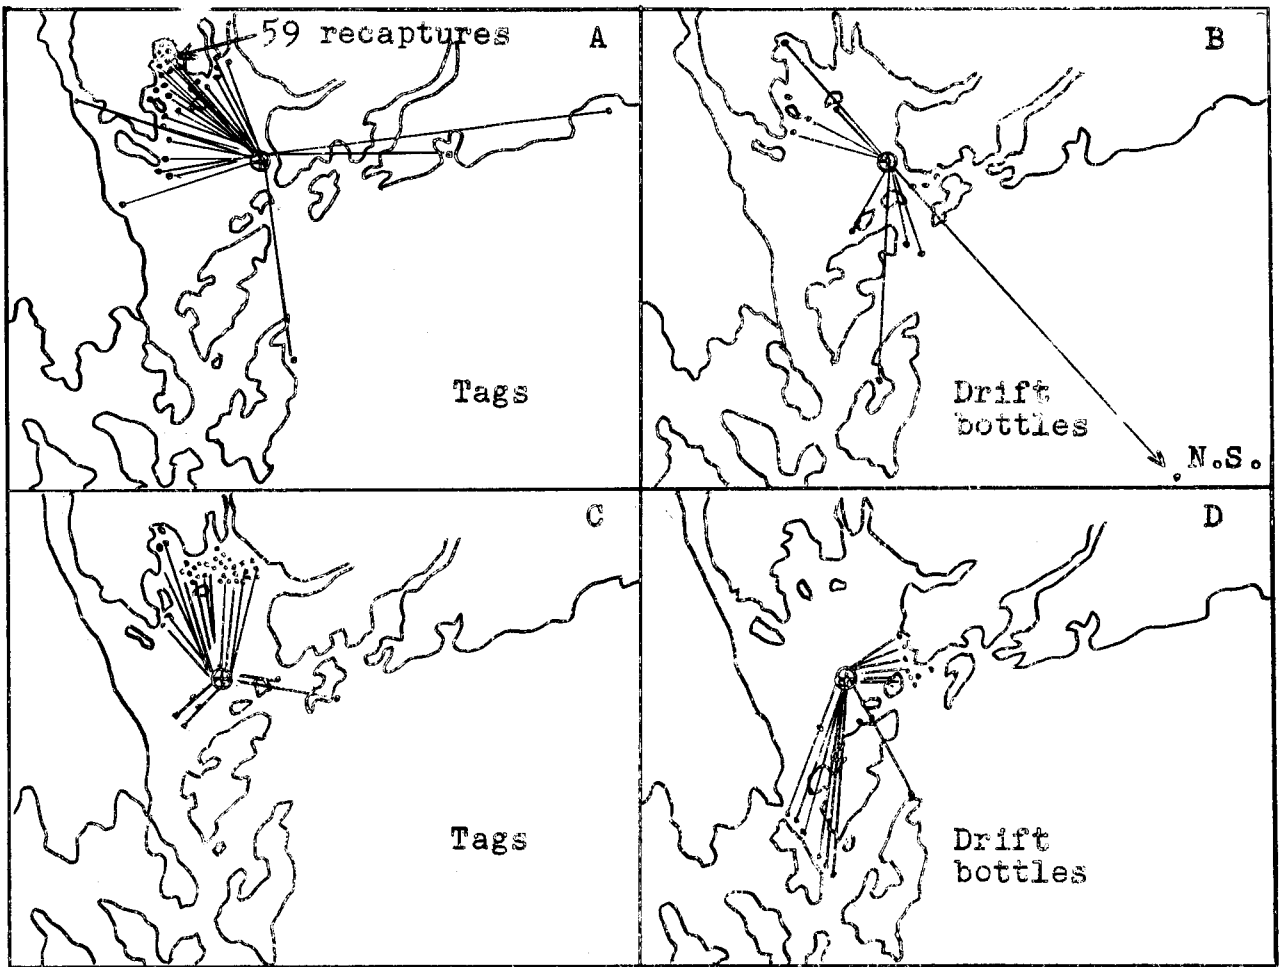 59 recaptures
A
Tags
B
Drift
bottles
N.S.
C
Tags
D
Drift
bottles